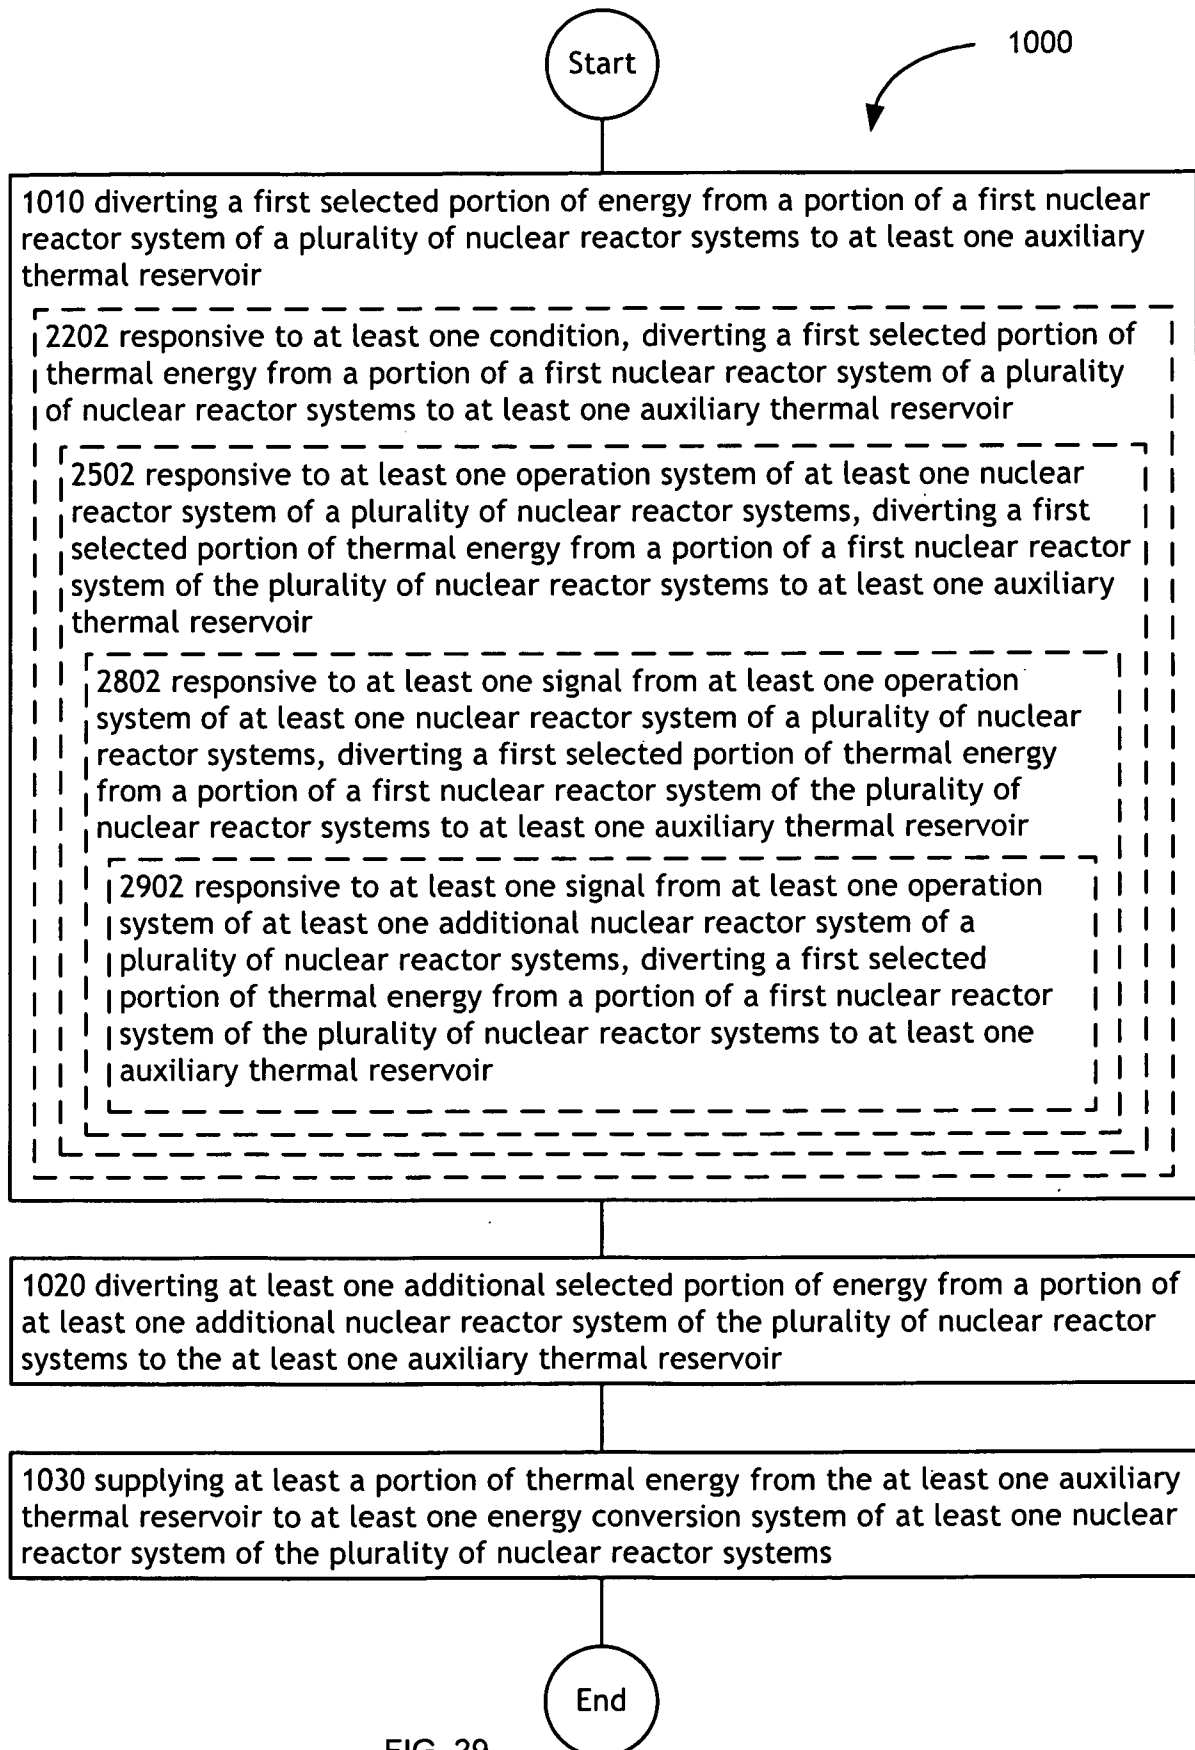 Start
1000
1010 diverting a first selected portion of energy from a portion of a first nuclear
reactor system of a plurality of nuclear reactor systems to at least one auxiliary
thermal reservoir
2202 responsive to at least one condition, diverting a first selected portion of
thermal energy from a portion of a first nuclear reactor system of a plurality
of nuclear reactor systems to at least one auxiliary thermal reservoir
2502 responsive to at least one operation system of at least one nuclear
reactor system of a plurality of nuclear reactor systems, diverting a first
selected portion of thermal energy from a portion of a first nuclear reactor
system of the plurality of nuclear reactor systems to at least one auxiliary
thermal reservoir
2802 responsive to at least one signal from at least one operation
system of at least one nuclear reactor system of a plurality of nuclear
reactor systems, diverting a first selected portion of thermal energy
from a portion of a first nuclear reactor system of the plurality of
nuclear reactor systems to at least one auxiliary thermal reservoir
2902 responsive to at least one signal from at least one operation
system of at least one additional nuclear reactor system of a
plurality of nuclear reactor systems, diverting a first selected
portion of thermal energy from a portion of a first nuclear reactor
system of the plurality of nuclear reactor systems to at least one
auxiliary thermal reservoir
1020 diverting at least one additional selected portion of energy from a portion of
at least one additional nuclear reactor system of the plurality of nuclear reactor
systems to the at least one auxiliary thermal reservoir
1030 supplying at least a portion of thermal energy from the at least one auxiliary
thermal reservoir to at least one energy conversion system of at least one nuclear
reactor system of the plurality of nuclear reactor systems
End
FIG. 29